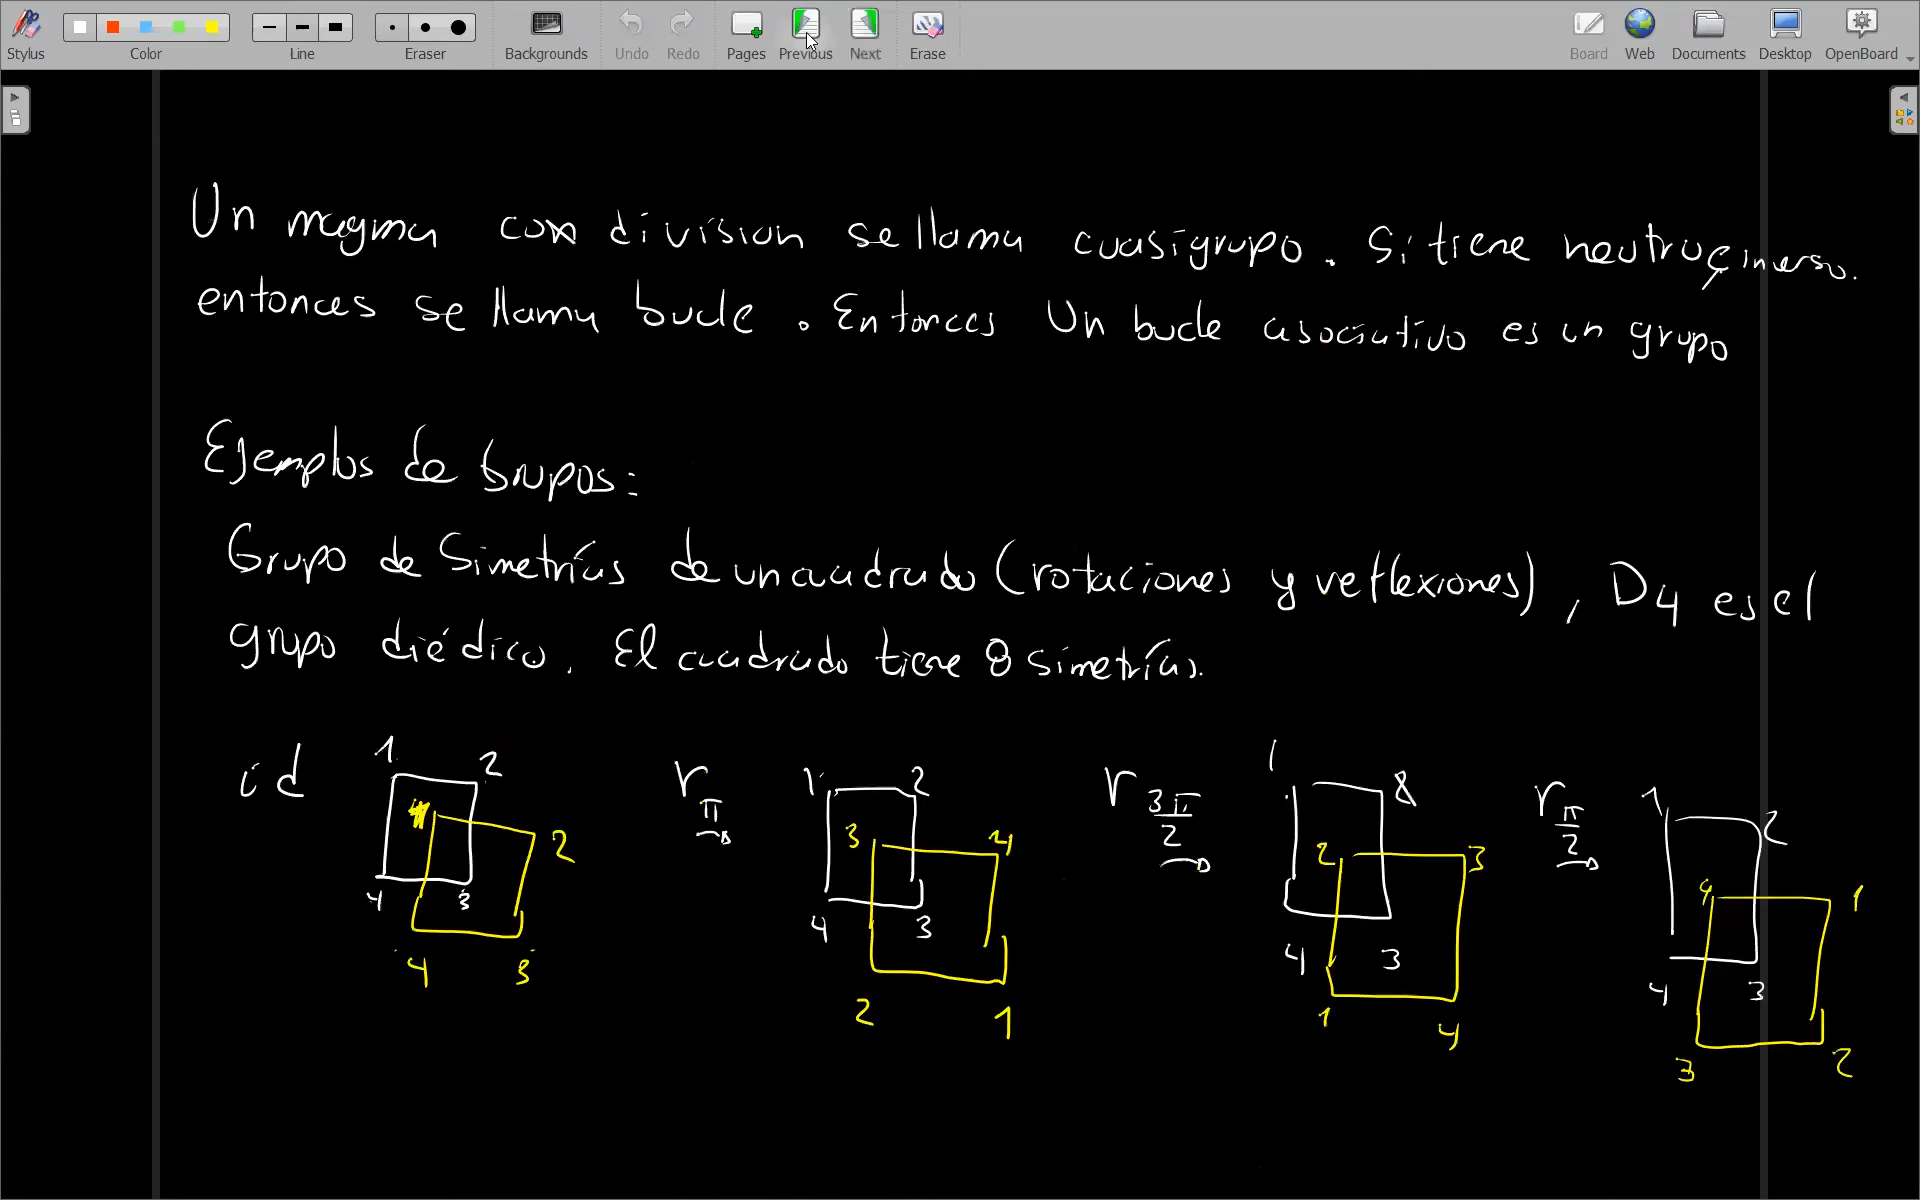 Stylus Color Line Eraser Backgrounds Undo Redo Pages Previous Next Erase Board Web Documents Desktop OpenBoard
Un magma con division se llama cuasigrupo. Si tiene neutro e inverso.
entonces se llama bucle. Entonces Un bucle asociativo es un grupo
Ejemplos de Grupos:
Grupo de Simetrías de un cuadrado (rotaciones y reflexiones), D4 es el
grupo diédico. El cuadrado tiene 8 simetrías.
id 1 2 4 3 2 4 3
r π 1 2 3 4 4 3 2 1
r 3π/2 1 2 3 4 3 1 4
r π/2 1 2 4 1 4 3 3 2